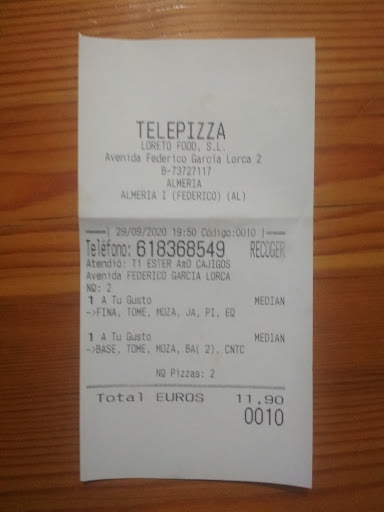 TELEPIZZA
LORETO FOOD, S.L.
Avenida Federico Garcia Lorca 2
B-73727117
ALMERIA
ALMERIA I (FEDERICO) (AL)
| 29/09/2020 19:50 Código:0010 |
Teléfono: 618368549 RECOGER
Atendió: T1 ESTER AmO CAJIGOS
Avenida FEDERICO GARCIA LORCA
Nº: 2
1 A Tu Gusto MEDIAN
->FINA, TOME, MOZA, JA, PI, EQ
1 A Tu Gusto MEDIAN
->BASE, TOME, MOZA, BA( 2), CNTC
Nº Pizzas: 2
Total EUROS 11,90
0010